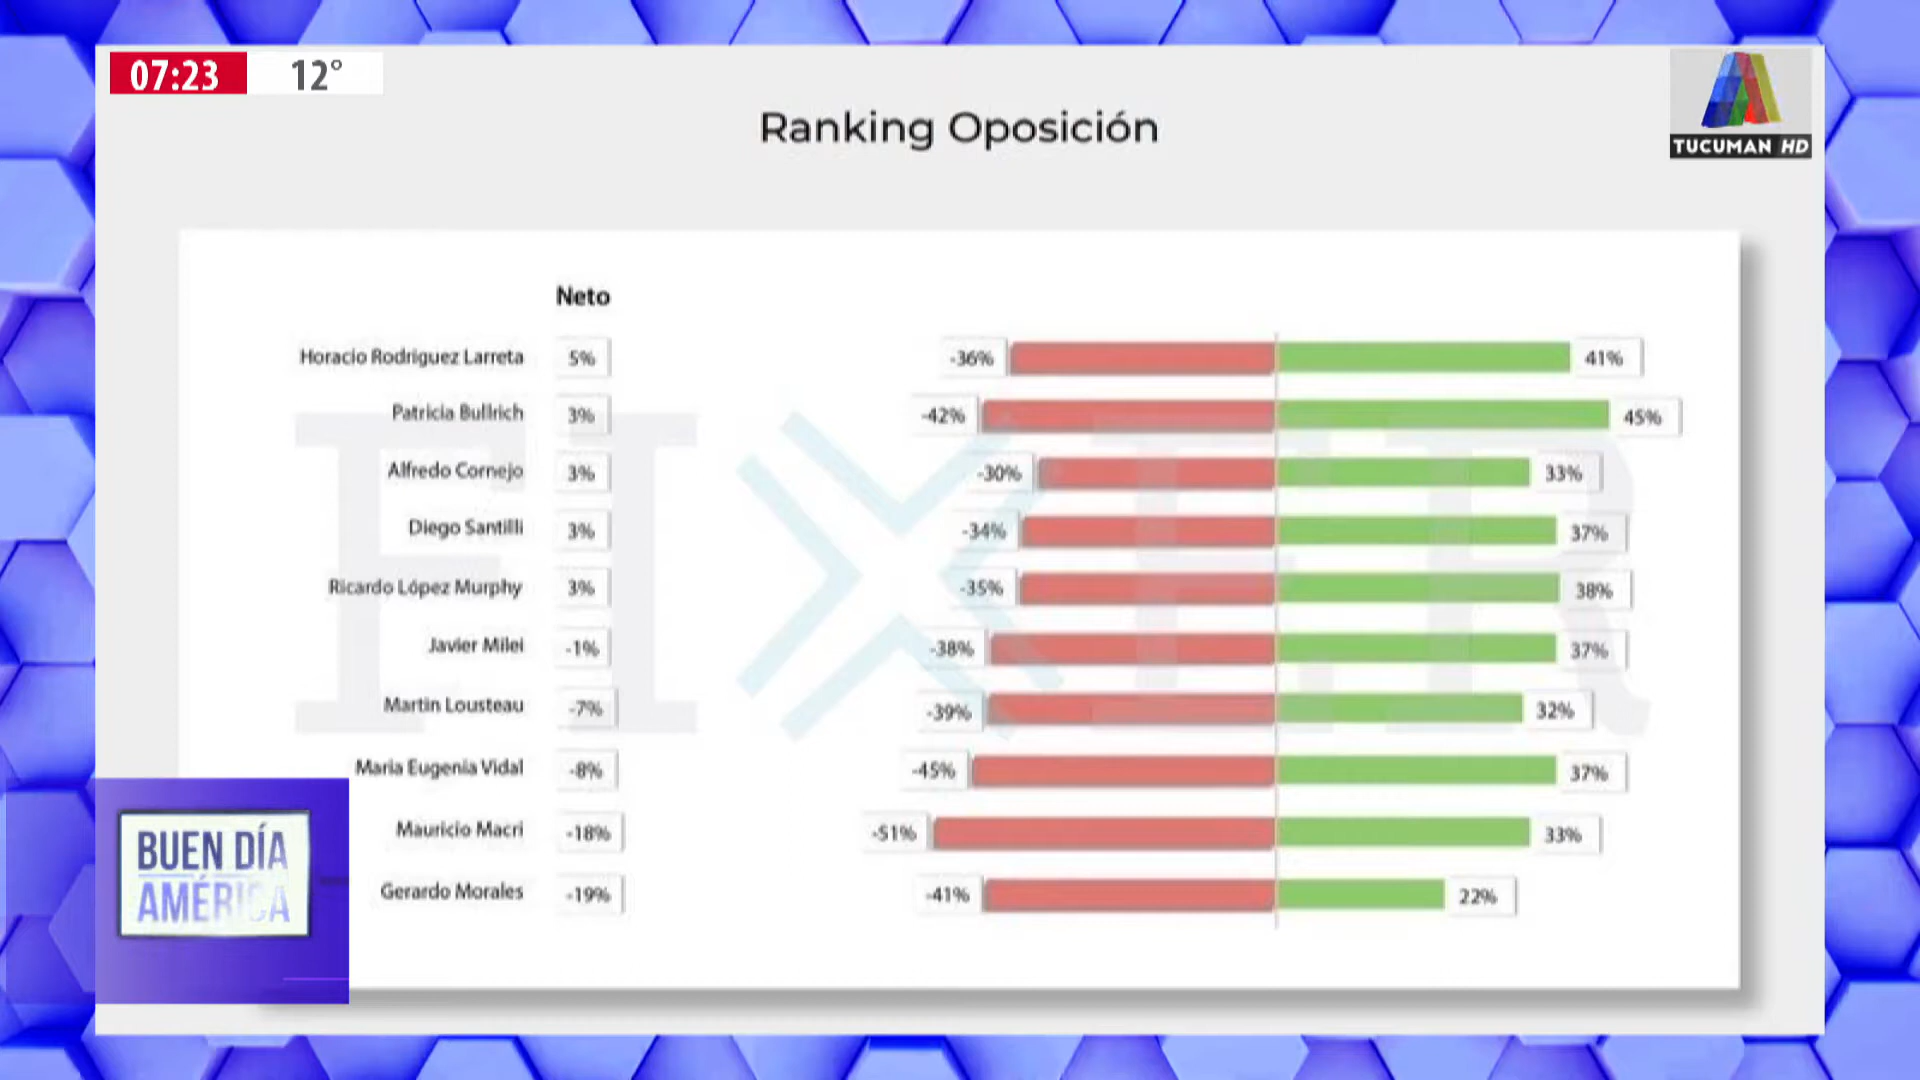 07:23 12°
TUCUMAN HD
Ranking Oposición
Neto
Horacio Rodriguez Larreta 5% -36% 41%
Patricia Bullrich 3% -42% 45%
Alfredo Cornejo 3% -30% 33%
Diego Santilli 3% -34% 37%
Ricardo López Murphy 3% -35% 38%
Javier Milei -1% -38% 37%
Martin Lousteau -7% -39% 32%
Maria Eugenia Vidal -8% -45% 37%
Mauricio Macri -18% -51% 33%
Gerardo Morales -19% -41% 22%
FIXER
BUEN DÍA
AMÉRICA